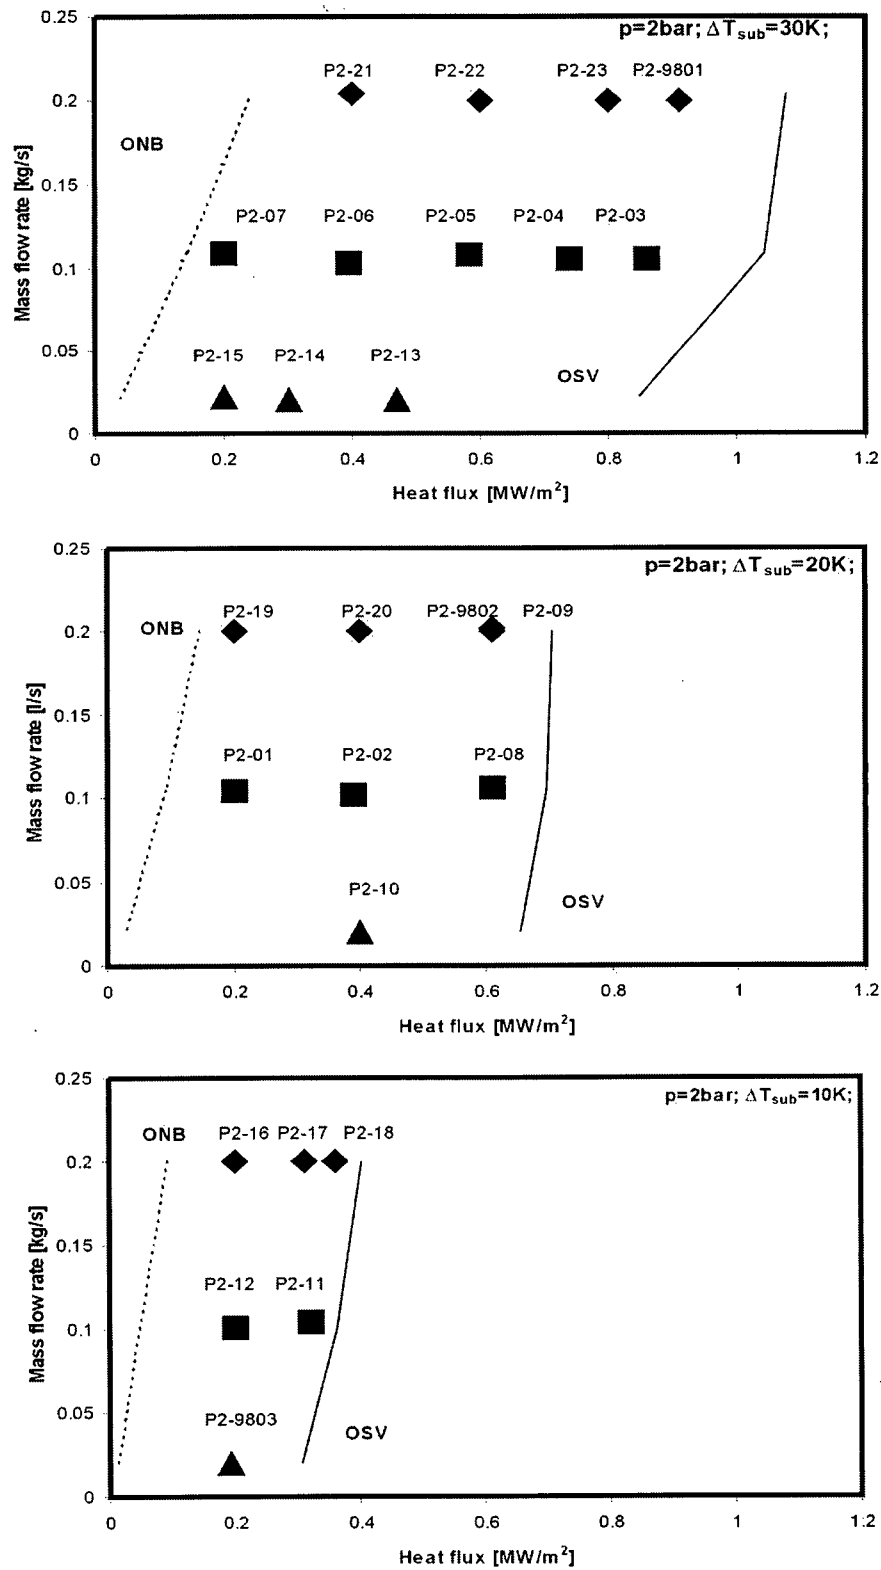 p=2bar; ΔTsub=30K;
0.25
P2-21 P2-22 P2-23 P2-9801
0.2
ONB
0.15
P2-07 P2-06 P2-05 P2-04 P2-03
0.1
P2-15 P2-14 P2-13
0.05
OSV
0
0 0.2 0.4 0.6 0.8 1 1.2
Mass flow rate [kg/s]
Heat flux [MW/m²]
0.25
p=2bar; ΔTsub=20K;
P2-19 P2-20 P2-9802 P2-09
ONB
0.2
0.15
P2-01 P2-02 P2-08
0.1
P2-10
0.05
OSV
0
0 0.2 0.4 0.6 0.8 1 1.2
Mass flow rate [l/s]
Heat flux [MW/m²]
0.25
p=2bar; ΔTsub=10K;
ONB P2-16 P2-17 P2-18
0.2
0.15
P2-12 P2-11
0.1
P2-9803
0.05
OSV
0
0 0.2 0.4 0.6 0.8 1 1.2
Mass flow rate [kg/s]
Heat flux [MW/m²]